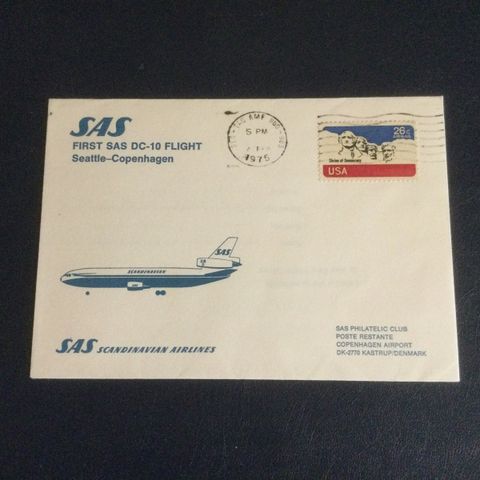 SAS
FIRST SAS DC-10 FLIGHT
Seattle-Copenhagen
5 PM
1976
26c
Shrine of Democracy
USA
SCANDINAVIAN
SAS
SAS SCANDINAVIAN AIRLINES
SAS PHILATELIC CLUB
POSTE RESTANTE
COPENHAGEN AIRPORT
DK-2770 KASTRUP/DENMARK